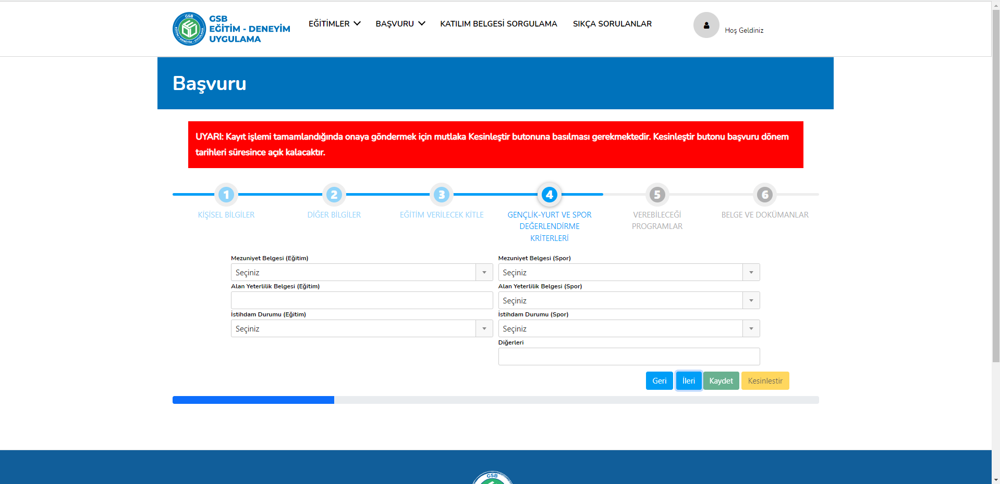 GSB
EĞİTİM - DENEYİM
UYGULAMA
EĞİTİMLER
BAŞVURU
KATILIM BELGESİ SORGULAMA
SIKÇA SORULANLAR
Hoş Geldiniz
Başvuru
UYARI: Kayıt işlemi tamamlandığında onaya göndermek için mutlaka Kesinleştir butonuna basılması gerekmektedir. Kesinleştir butonu başvuru dönem
tarihleri süresince açık kalacaktır.
1
KİŞİSEL BİLGİLER
2
DİĞER BİLGİLER
3
EĞİTİM VERİLECEK KİTLE
4
GENÇLİK-YURT VE SPOR
DEĞERLENDİRME
KRİTERLERİ
5
VEREBİLECEĞİ
PROGRAMLAR
6
BELGE VE DOKÜMANLAR
Mezuniyet Belgesi (Eğitim)
Seçiniz
Mezuniyet Belgesi (Spor)
Seçiniz
Alan Yeterlilik Belgesi (Eğitim)
Alan Yeterlilik Belgesi (Spor)
Seçiniz
İstihdam Durumu (Eğitim)
Seçiniz
İstihdam Durumu (Spor)
Seçiniz
Diğerleri
Geri
İleri
Kaydet
Kesinlestir
GSB